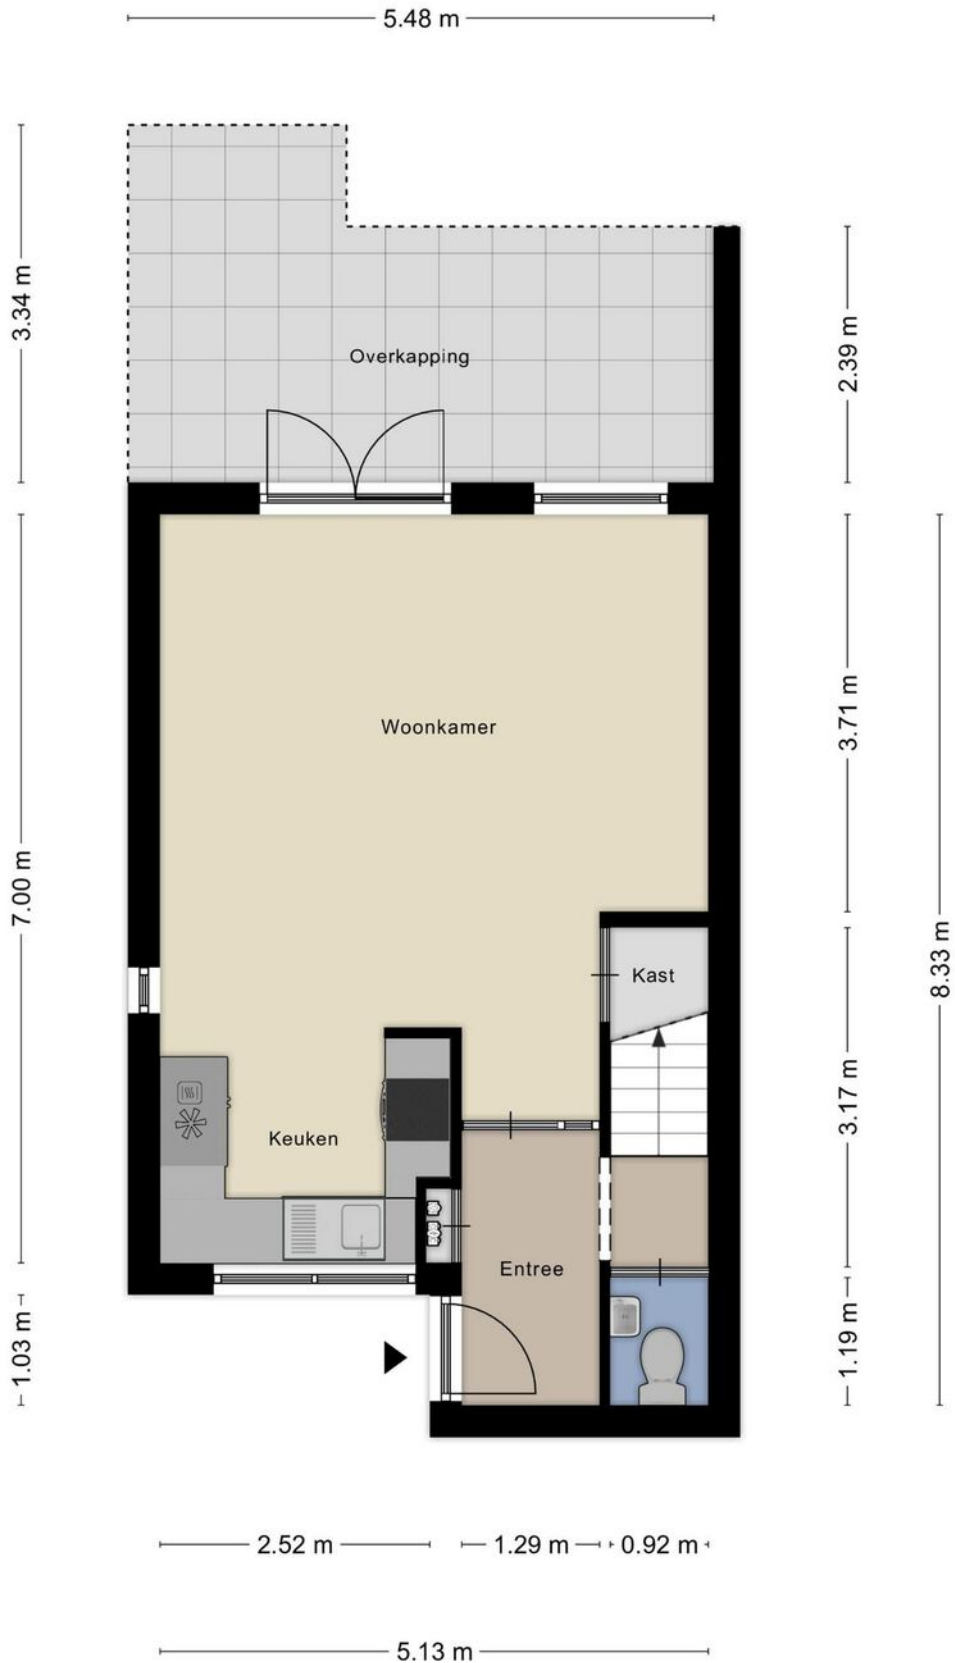 5.48 m
3.34 m
2.39 m
Overkapping
3.71 m
Woonkamer
7.00 m
8.33 m
Kast
3.17 m
Keuken
Entree
1.03 m
1.19 m
2.52 m
1.29 m
0.92 m
5.13 m